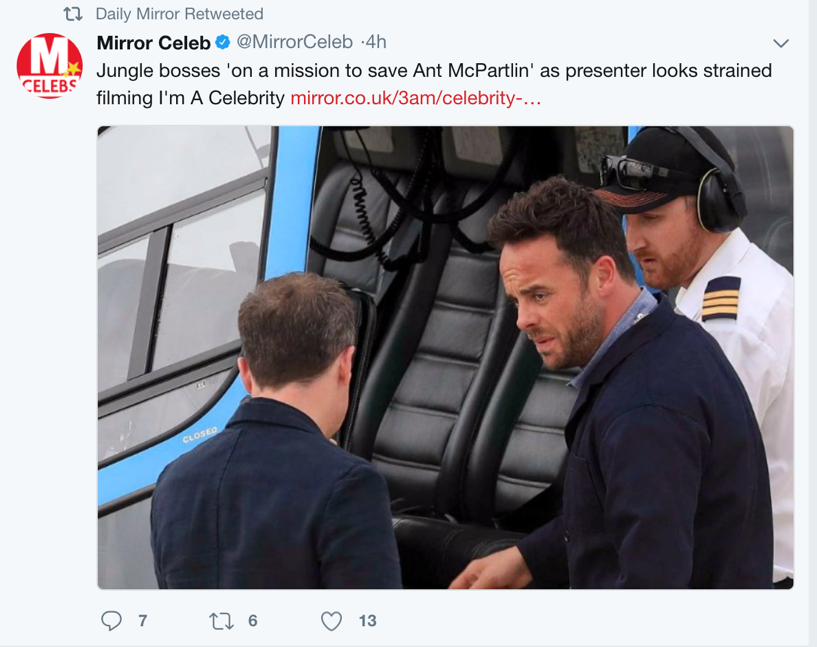 Daily Mirror Retweeted
Mirror Celeb @MirrorCeleb · 4h
Jungle bosses 'on a mission to save Ant McPartlin' as presenter looks strained
filming I'm A Celebrity mirror.co.uk/3am/celebrity-…
M
CELEBS
CLOSED
7 6 13